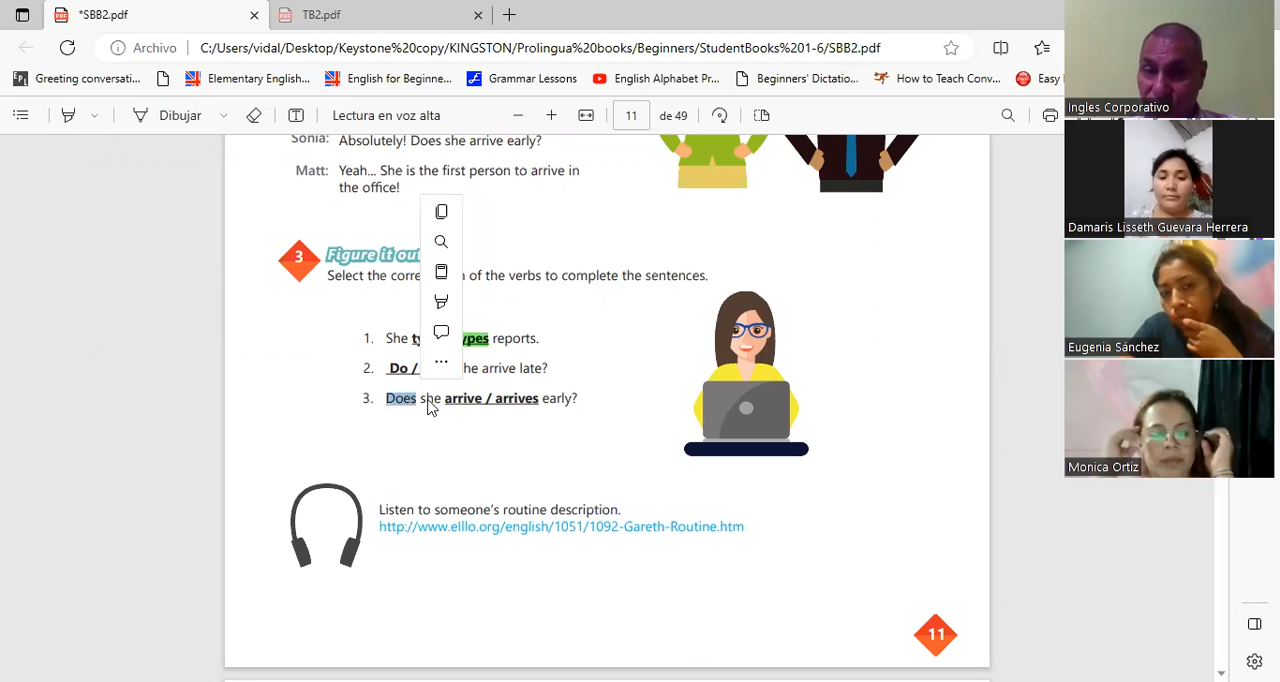 *SBB2.pdf
TB2.pdf
Archivo
C:/Users/vidal/Desktop/Keystone%20copy/KINGSTON/Prolingua%20books/Beginners/StudentBooks%201-6/SBB2.pdf
Greeting conversati...
Elementary English...
English for Beginne...
Grammar Lessons
English Alphabet Pr...
Beginners' Dictatio...
How to Teach Conv...
Easy
Dibujar
Lectura en voz alta
11
de 49
Sonia: Absolutely! Does she arrive early?
Matt: Yeah... She is the first person to arrive in
the office!
3
Figure it out
Select the corre of the verbs to complete the sentences.
1. She ty ypes reports.
2. Do / he arrive late?
3. Does she arrive / arrives early?
Listen to someone's routine description.
http://www.elllo.org/english/1051/1092-Gareth-Routine.htm
11
Ingles Corporativo
Damaris Lisseth Guevara Herrera
Eugenia Sánchez
Monica Ortiz